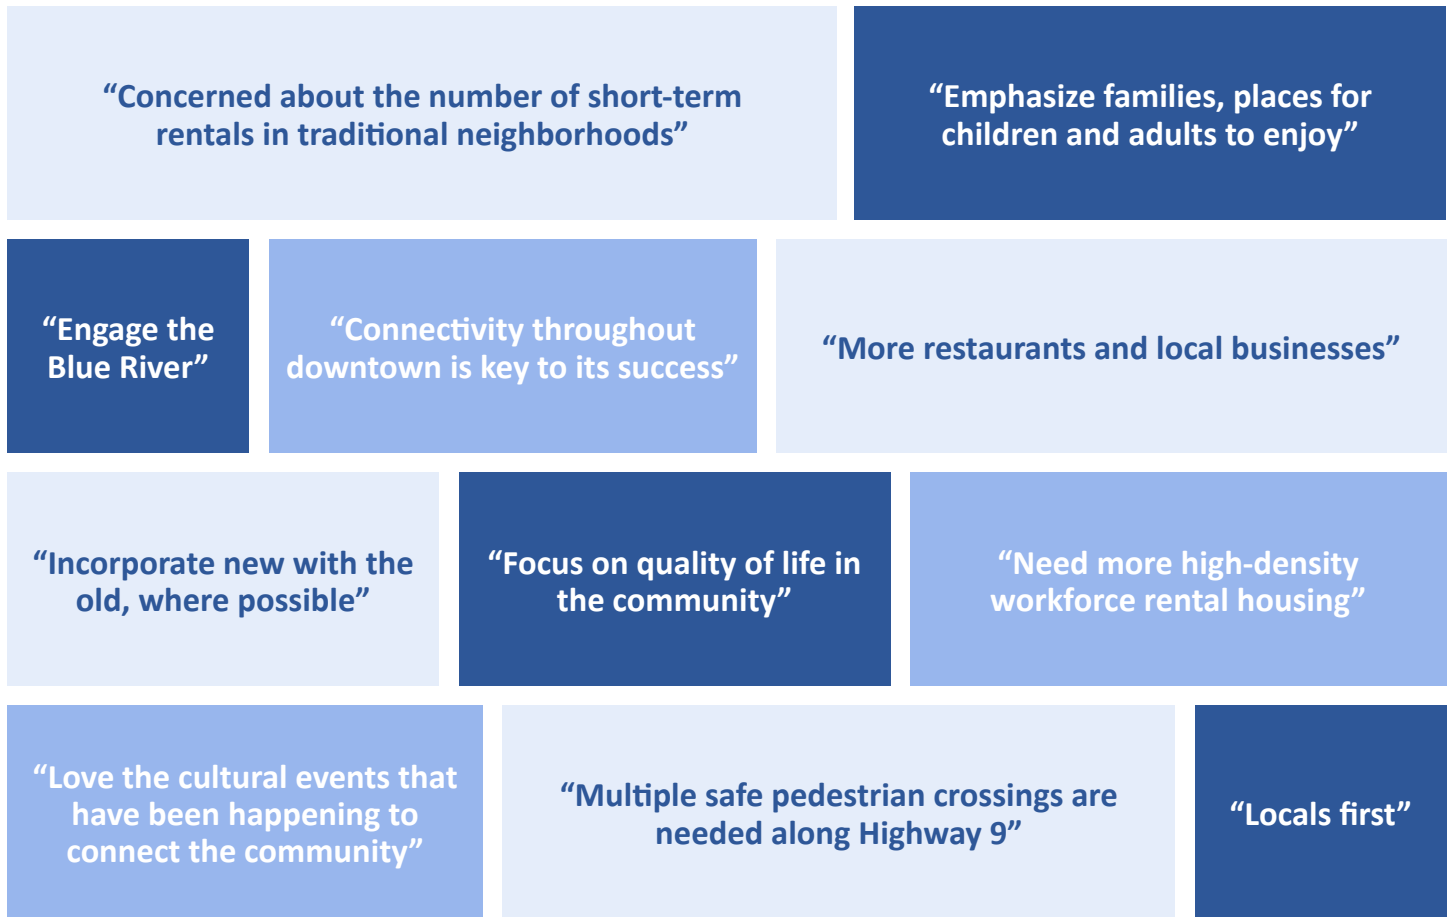 “Concerned about the number of short-term
rentals in traditional neighborhoods”
“Emphasize families, places for
children and adults to enjoy”
“Engage the
Blue River”
“Connectivity throughout
downtown is key to its success”
“More restaurants and local businesses”
“Incorporate new with the
old, where possible”
“Focus on quality of life in
the community”
“Need more high-density
workforce rental housing”
“Love the cultural events that
have been happening to
connect the community”
“Multiple safe pedestrian crossings are
needed along Highway 9”
“Locals first”